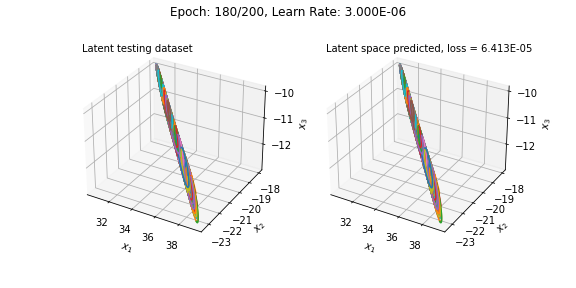 Epoch: 180/200, Learn Rate: 3.000E-06
Latent testing dataset
−10
−11
−12
x₃
−18
−19
−20
−21
−22
−23
x₂
32
34
36
38
x₁
Latent space predicted, loss = 6.413E-05
−10
−11
−12
x₃
−18
−19
−20
−21
−22
−23
x₂
32
34
36
38
x₁